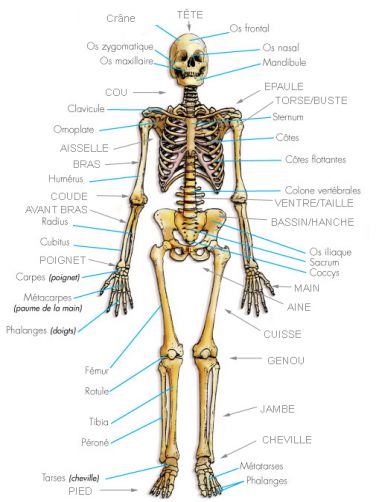 TÊTE
Crâne
Os frontal
Os zygomatique
Os nasal
Os maxillaire
Mandibule
COU
EPAULE
TORSE/BUSTE
Clavicule
Sternum
Omoplate
Côtes
AISSELLE
BRAS
Côtes flottantes
Humérus
Colone vertébrales
COUDE
VENTRE/TAILLE
AVANT BRAS
BASSIN/HANCHE
Radius
Cubitus
Os iliaque
POIGNET
Sacrum
Coccys
Carpes (poignet)
MAIN
Métacarpes
(paume de la main)
AINE
Phalanges (doigts)
CUISSE
GENOU
Fémur
Rotule
JAMBE
Tibia
CHEVILLE
Péroné
Métatarses
Tarses (cheville)
Phalanges
PIED